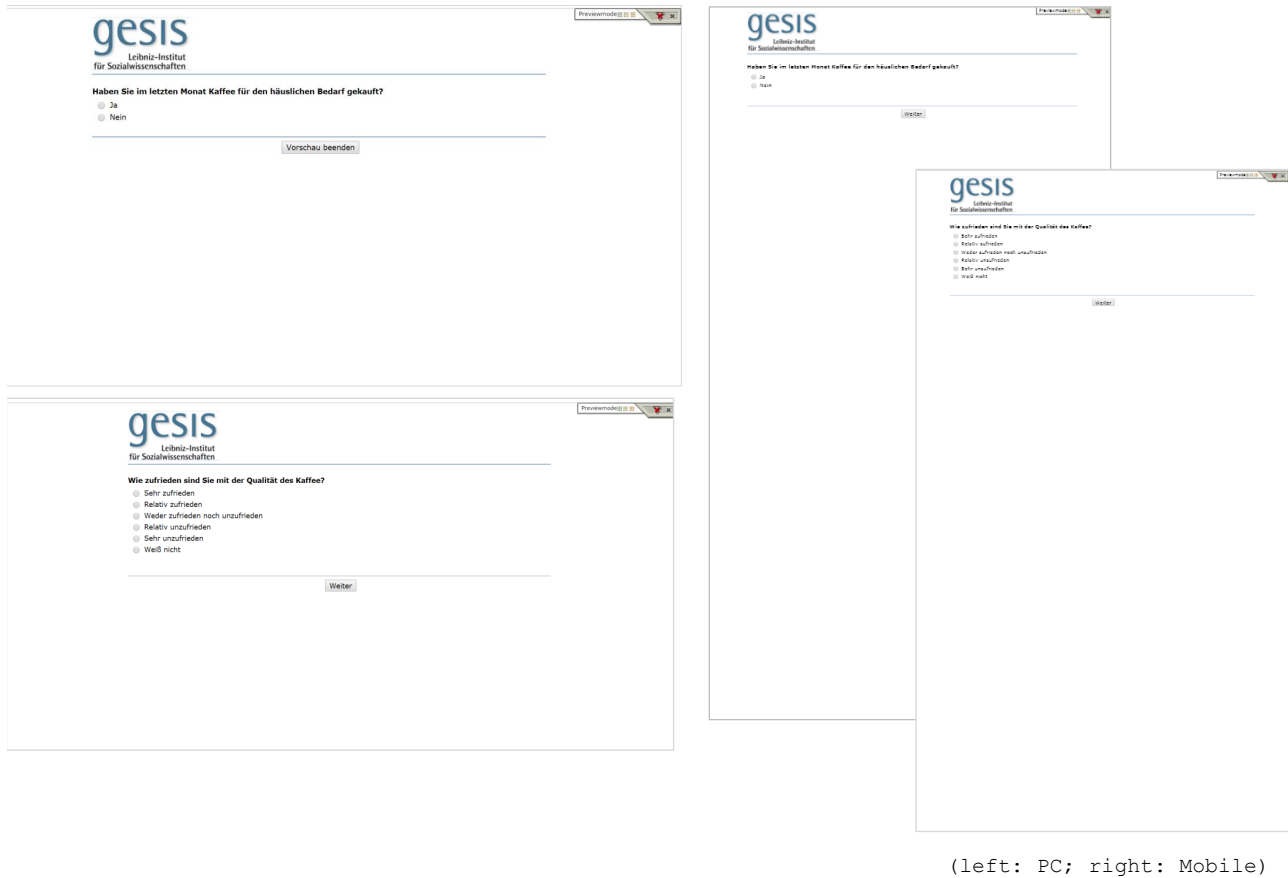 gesis
Leibniz-Institut
für Sozialwissenschaften
Previewmode
Haben Sie im letzten Monat Kaffee für den häuslichen Bedarf gekauft?
Ja
Nein
Vorschau beenden
gesis
Leibniz-Institut
für Sozialwissenschaften
Previewmode
Wie zufrieden sind Sie mit der Qualität des Kaffee?
Sehr zufrieden
Relativ zufrieden
Weder zufrieden noch unzufrieden
Relativ unzufrieden
Sehr unzufrieden
Weiß nicht
Weiter
gesis
Leibniz-Institut
für Sozialwissenschaften
Previewmode
Haben Sie im letzten Monat Kaffee für den häuslichen Bedarf gekauft?
Ja
Nein
Weiter
gesis
Leibniz-Institut
für Sozialwissenschaften
Previewmode
Wie zufrieden sind Sie mit der Qualität des Kaffee?
Sehr zufrieden
Relativ zufrieden
Weder zufrieden noch unzufrieden
Relativ unzufrieden
Sehr unzufrieden
Weiß nicht
Weiter
(left: PC; right: Mobile)